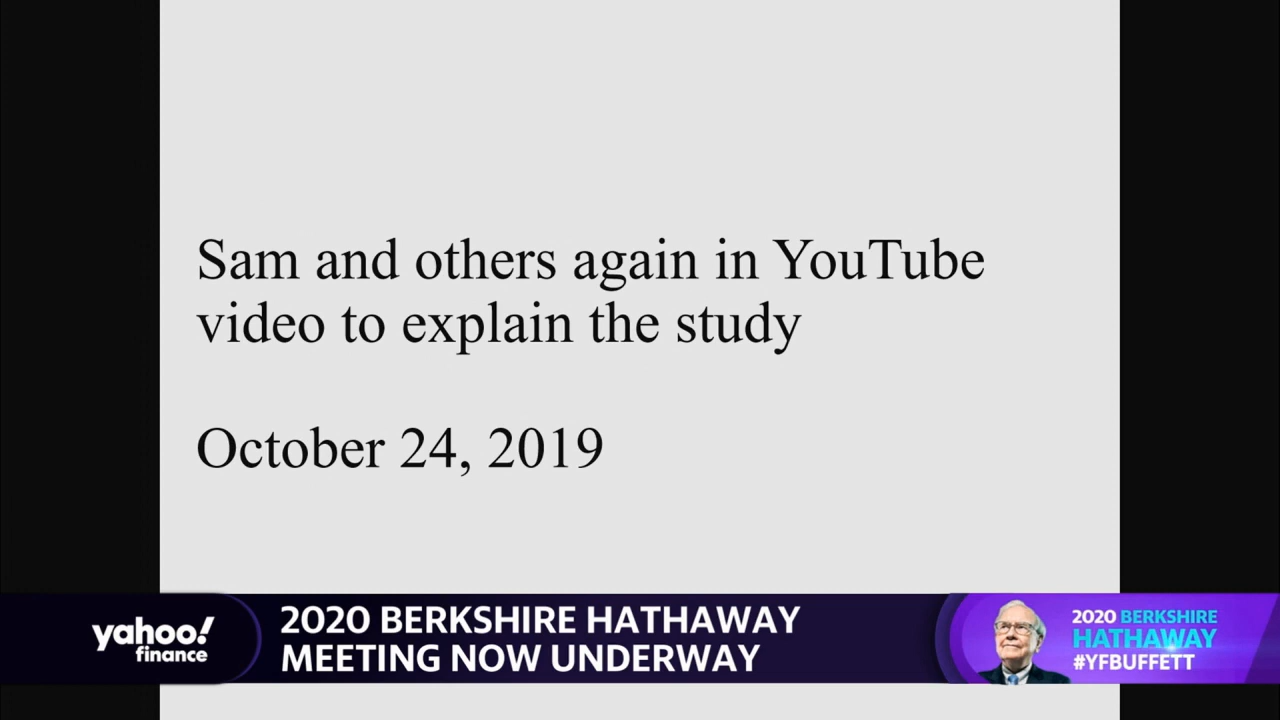 Sam and others again in YouTube
video to explain the study
October 24, 2019
yahoo!
finance
2020 BERKSHIRE HATHAWAY
MEETING NOW UNDERWAY
2020 BERKSHIRE
HATHAWAY
#YFBUFFETT